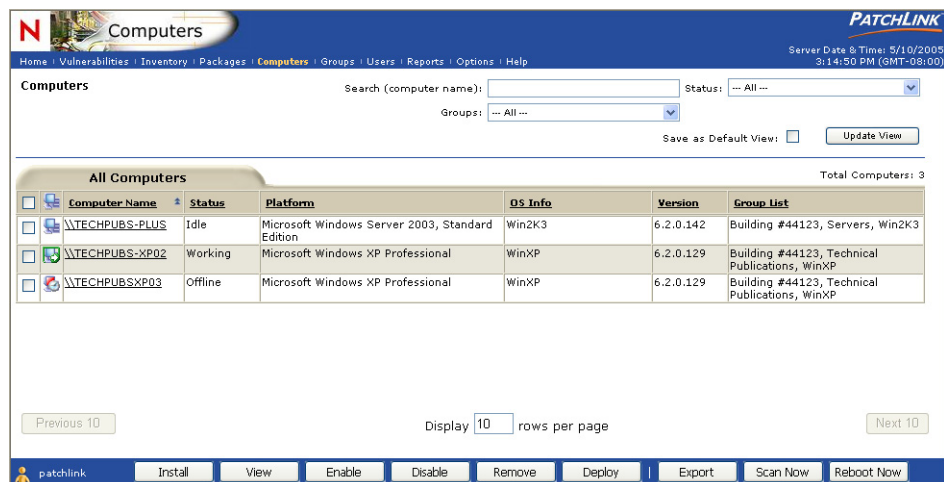 N Computers
PATCHLINK
Server Date & Time: 5/10/2005
3:14:50 PM (GMT-08:00)
Home | Vulnerabilities | Inventory | Packages | Computers | Groups | Users | Reports | Options | Help
Computers
Search (computer name):
Status: --- All ---
Groups: --- All ---
Save as Default View:
Update View
All Computers
Total Computers: 3
Computer Name Status Platform OS Info Version Group List
\\TECHPUBS-PLUS Idle Microsoft Windows Server 2003, Standard Edition Win2K3 6.2.0.142 Building #44123, Servers, Win2K3
\\TECHPUBS-XP02 Working Microsoft Windows XP Professional WinXP 6.2.0.129 Building #44123, Technical Publications, WinXP
\\TECHPUBSXP03 Offline Microsoft Windows XP Professional WinXP 6.2.0.129 Building #44123, Technical Publications, WinXP
Previous 10
Display 10 rows per page
Next 10
patchlink Install View Enable Disable Remove Deploy | Export Scan Now Reboot Now